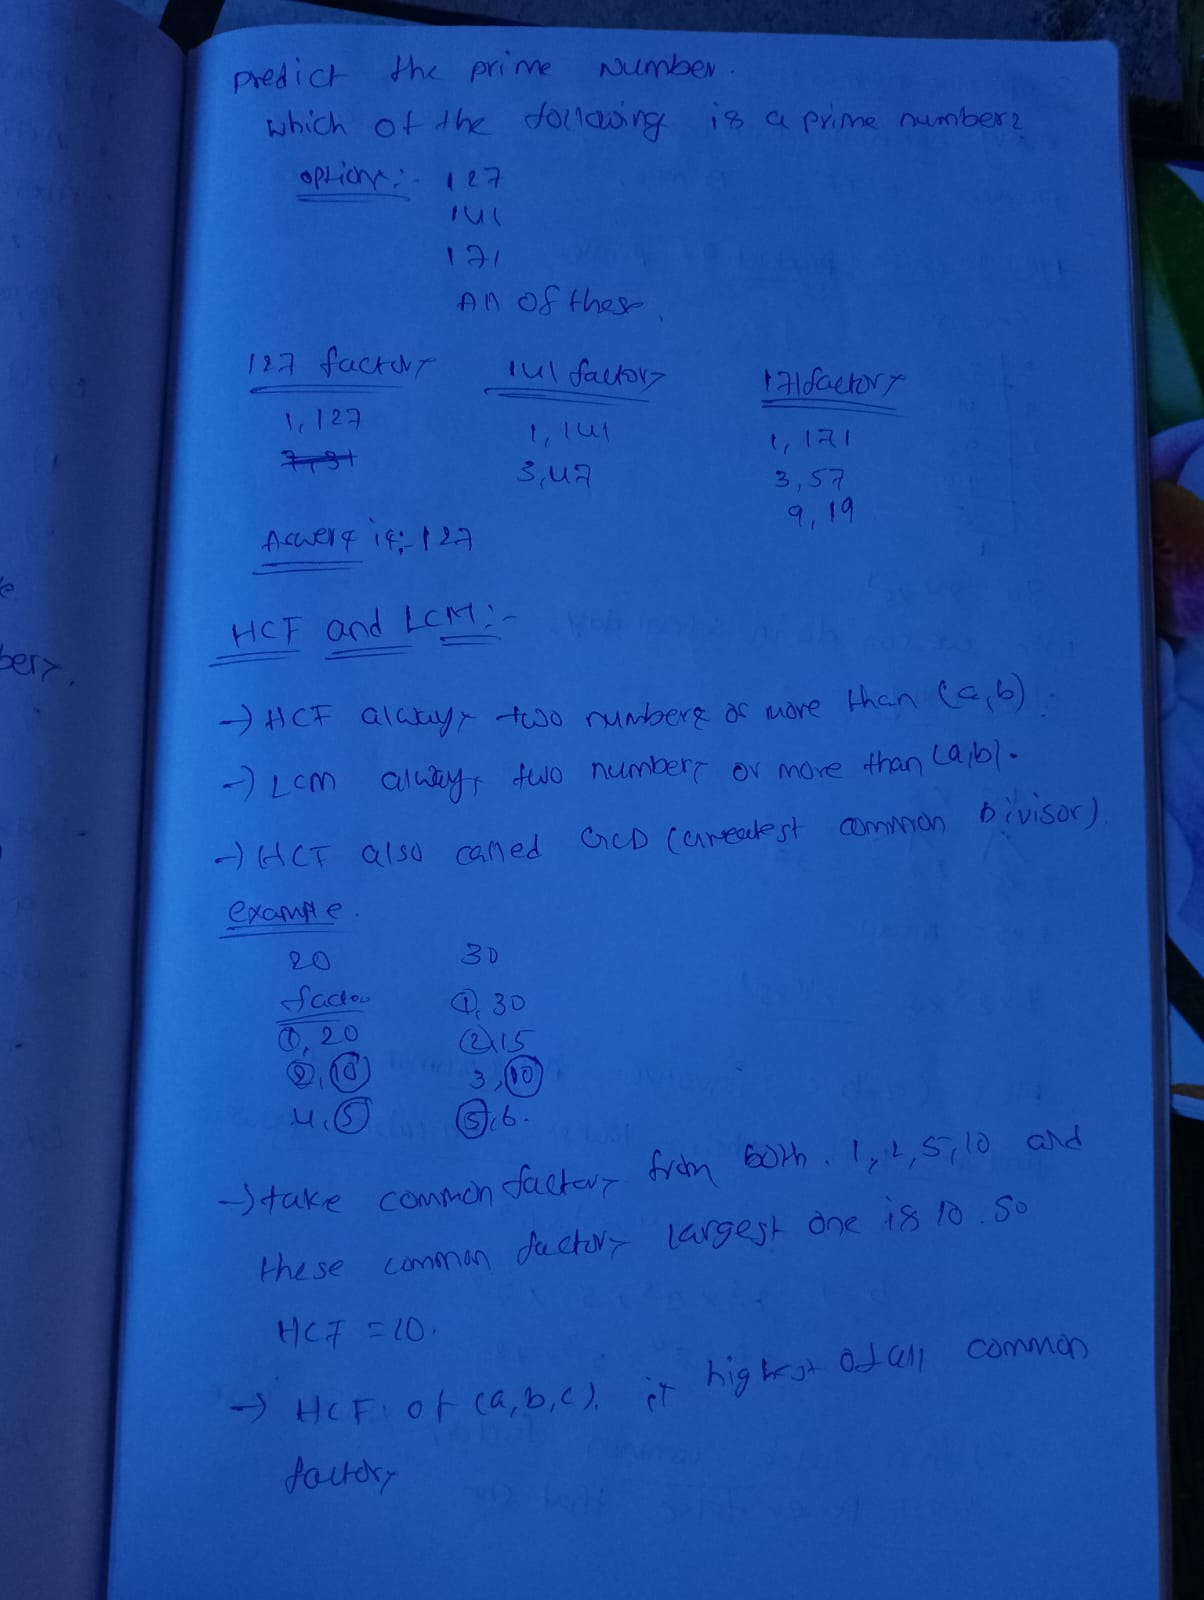 predict the prime number.
which of the following is a prime number?
options:- 127
141
171
All of these.
127 factors 141 factors 171 factors
1, 127 1, 141 1, 171
3, 47 3, 57
9, 19
Aswers is:- 127
HCF and LCM:-
→ HCF always two numbers or more than (a,b).
→ LCM always two numbers or more than (a,b).
→ HCF also called GCD (Greatest common Divisor)
example.
20 30
factors 1, 30
1, 20 2, 15
2, 10 3, 10
4, 5 5, 6.
→ take common factors from both. 1, 2, 5, 10 and
these common factors largest one is 10. So
HCF = 10.
→ HCF of (a,b,c). is highest of all common
factors